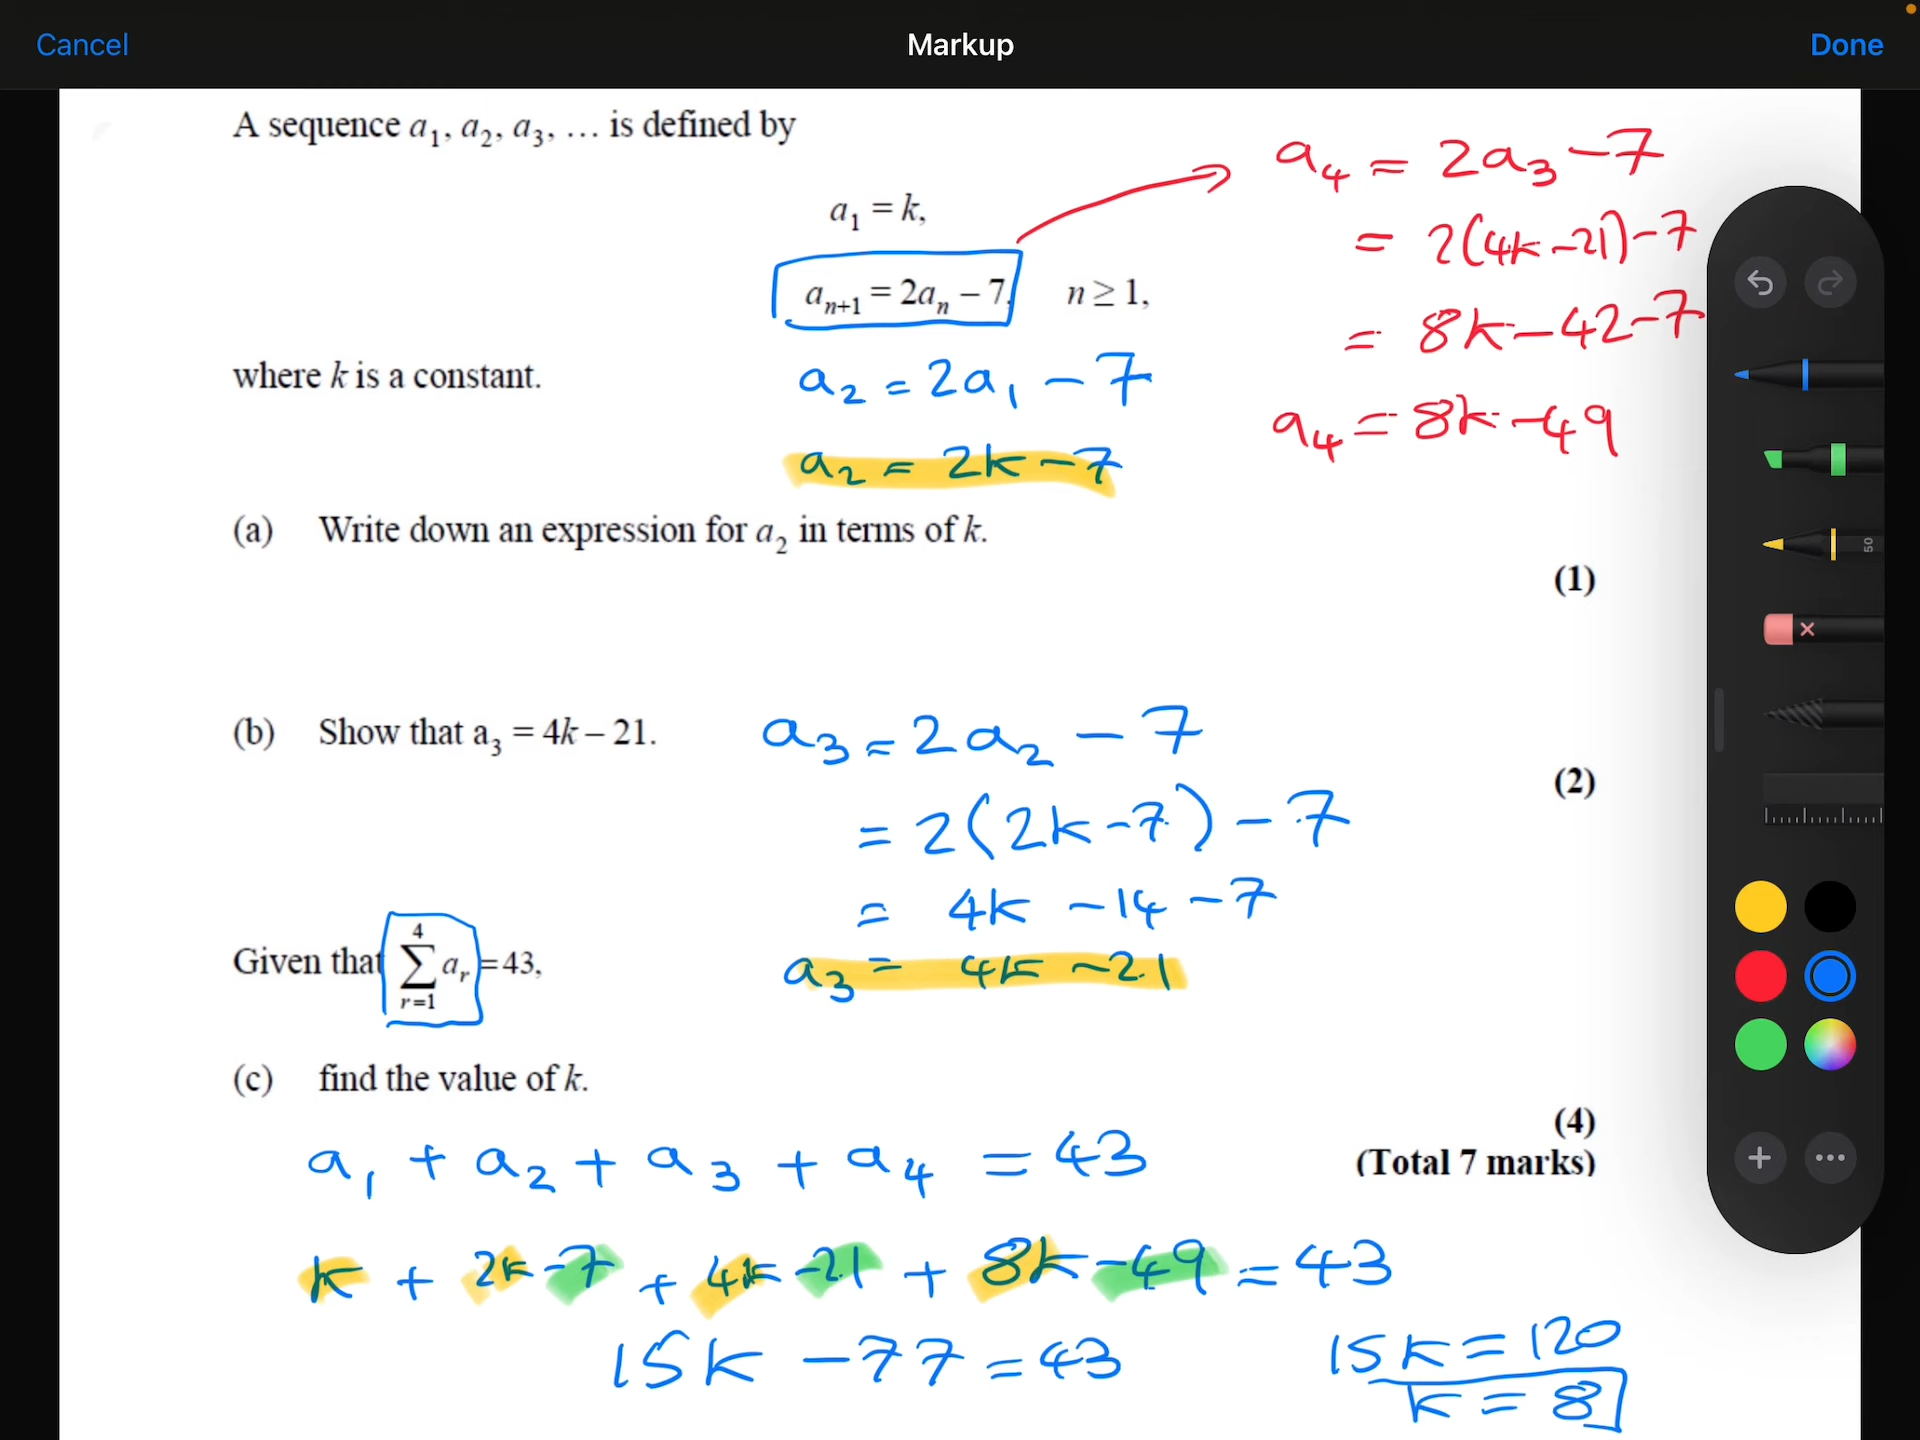 Cancel Markup Done
A sequence a₁, a₂, a₃, … is defined by
a₁ = k,
aₙ₊₁ = 2aₙ – 7, n ≥ 1,
where k is a constant.
a₂ = 2a₁ – 7
a₂ = 2k – 7
a₄ = 2a₃ – 7
= 2(4k – 21) – 7
= 8k – 42 – 7
a₄ = 8k – 49
(a) Write down an expression for a₂ in terms of k.
(1)
(b) Show that a₃ = 4k – 21.
(2)
a₃ = 2a₂ – 7
= 2(2k – 7) – 7
= 4k – 14 – 7
a₃ = 4k – 21
Given that ∑ᵣ₌₁⁴ aᵣ = 43,
(c) find the value of k.
(4)
(Total 7 marks)
a₁ + a₂ + a₃ + a₄ = 43
k + 2k – 7 + 4k – 21 + 8k – 49 = 43
15k – 77 = 43
15k = 120
k = 8
50